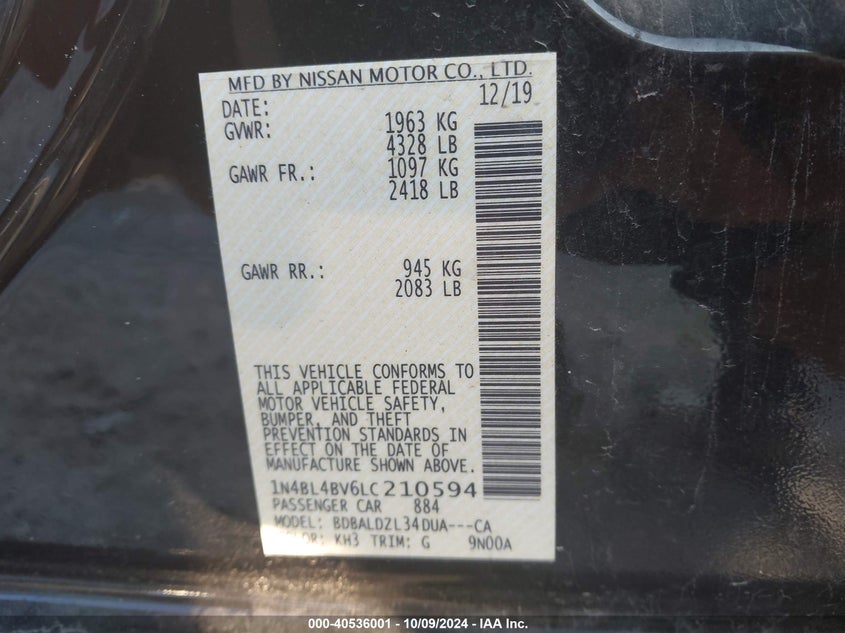 MFD BY NISSAN MOTOR CO., LTD.
DATE: 12/19
GVWR: 1963 KG
4328 LB
GAWR FR.: 1097 KG
2418 LB
GAWR RR.: 945 KG
2083 LB
THIS VEHICLE CONFORMS TO
ALL APPLICABLE FEDERAL
MOTOR VEHICLE SAFETY,
BUMPER, AND THEFT
PREVENTION STANDARDS IN
EFFECT ON THE DATE OF
MANUFACTURE SHOWN ABOVE.
1N4BL4BV6LC210594
PASSENGER CAR 884
MODEL: BDBALDZL34DUA---CA
KH3 TRIM: G 9N00A
000-40536001 - 10/09/2024 - IAA Inc.